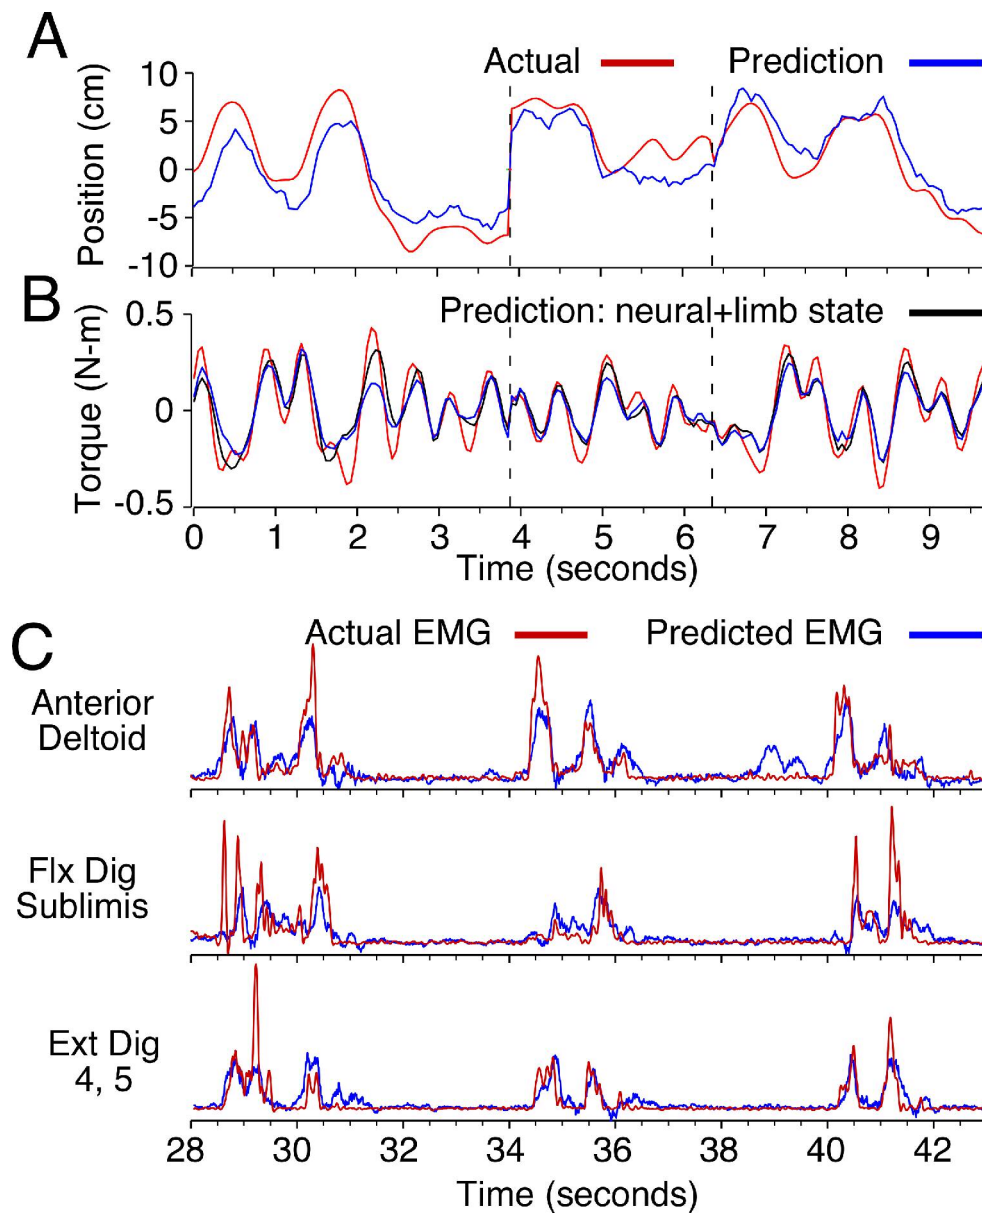 A
Actual
Prediction
Position (cm)
10
5
0
-5
-10
B
Prediction: neural+limb state
Torque (N-m)
0.5
0
-0.5
0 1 2 3 4 5 6 7 8 9
Time (seconds)
C
Actual EMG
Predicted EMG
Anterior
Deltoid
Flx Dig
Sublimis
Ext Dig
4, 5
28 30 32 34 36 38 40 42
Time (seconds)